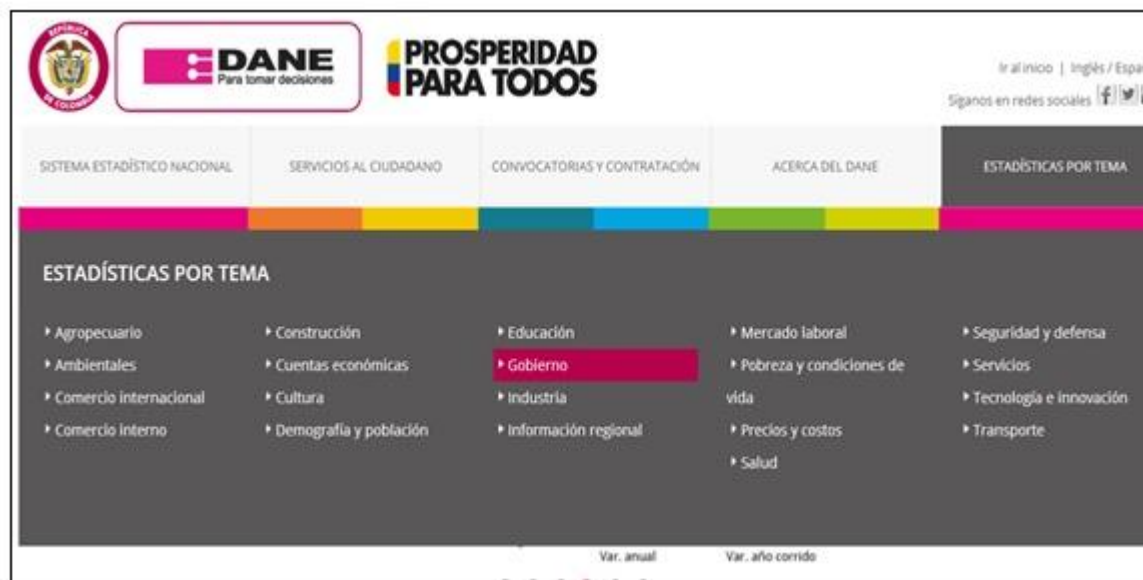 REPÚBLICA
DE COLOMBIA
DANE
Para tomar decisiones
PROSPERIDAD
PARA TODOS
Ir al inicio | Inglés / Espa
Síganos en redes sociales
SISTEMA ESTADÍSTICO NACIONAL
SERVICIOS AL CIUDADANO
CONVOCATORIAS Y CONTRATACIÓN
ACERCA DEL DANE
ESTADÍSTICAS POR TEMA
ESTADÍSTICAS POR TEMA
Agropecuario
Ambientales
Comercio internacional
Comercio interno
Construcción
Cuentas económicas
Cultura
Demografía y población
Educación
Gobierno
Industria
Información regional
Mercado laboral
Pobreza y condiciones de
vida
Precios y costos
Salud
Seguridad y defensa
Servicios
Tecnología e innovación
Transporte
Var. anual
Var. año corrido